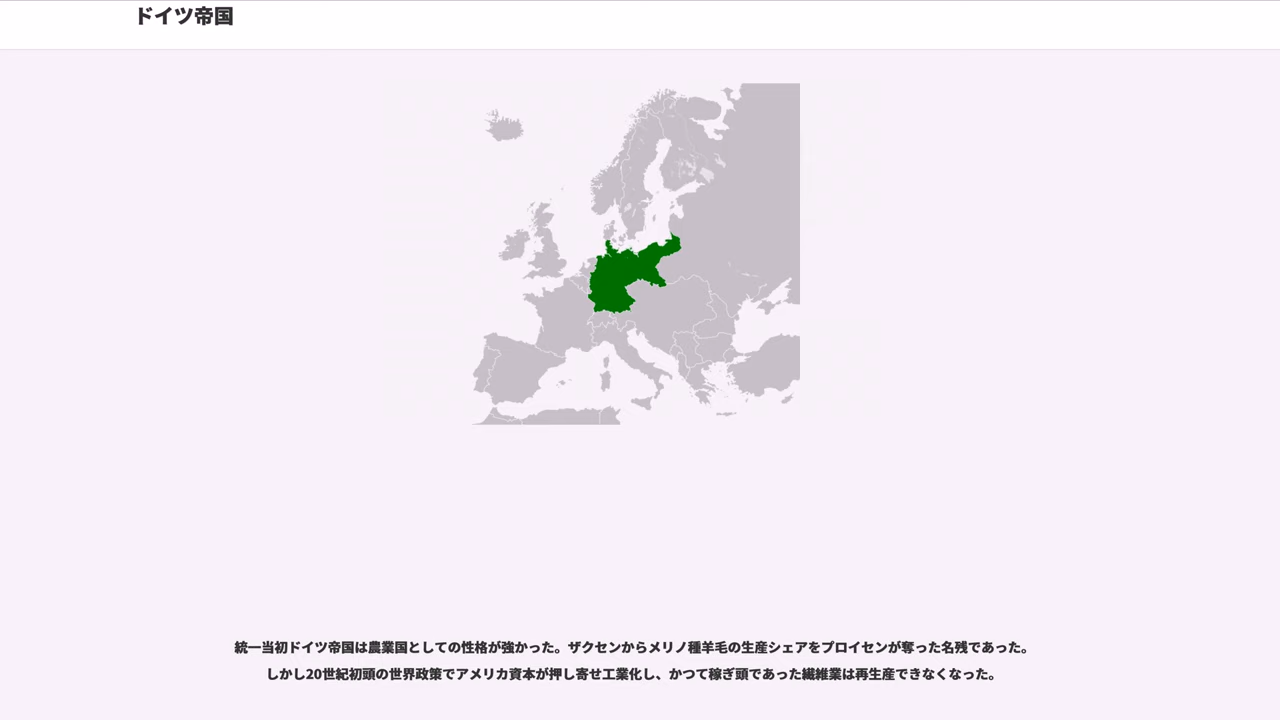 ドイツ帝国
統一当初ドイツ帝国は農業国としての性格が強かった。ザクセンからメリノ種羊毛の生産シェアをプロイセンが奪った名残であった。
しかし20世紀初頭の世界政策でアメリカ資本が押し寄せ工業化し、かつて稼ぎ頭であった繊維業は再生産できなくなった。